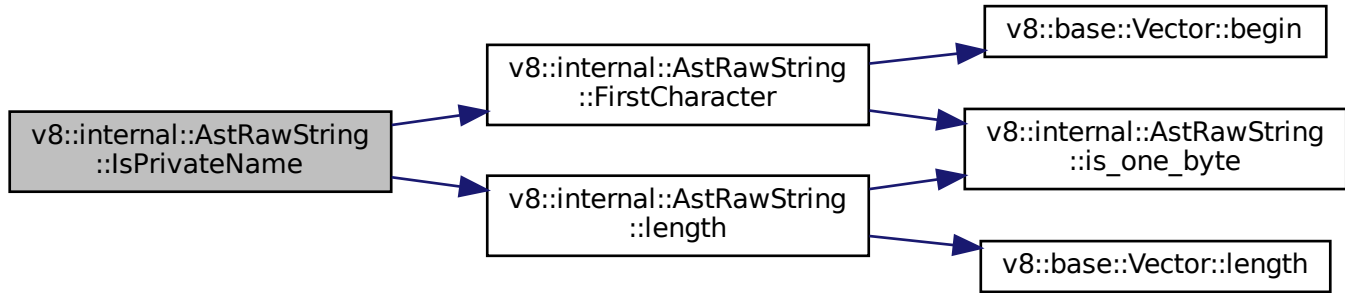 v8::internal::AstRawString
::IsPrivateName
v8::internal::AstRawString
::FirstCharacter
v8::internal::AstRawString
::length
v8::base::Vector::begin
v8::internal::AstRawString
::is_one_byte
v8::base::Vector::length